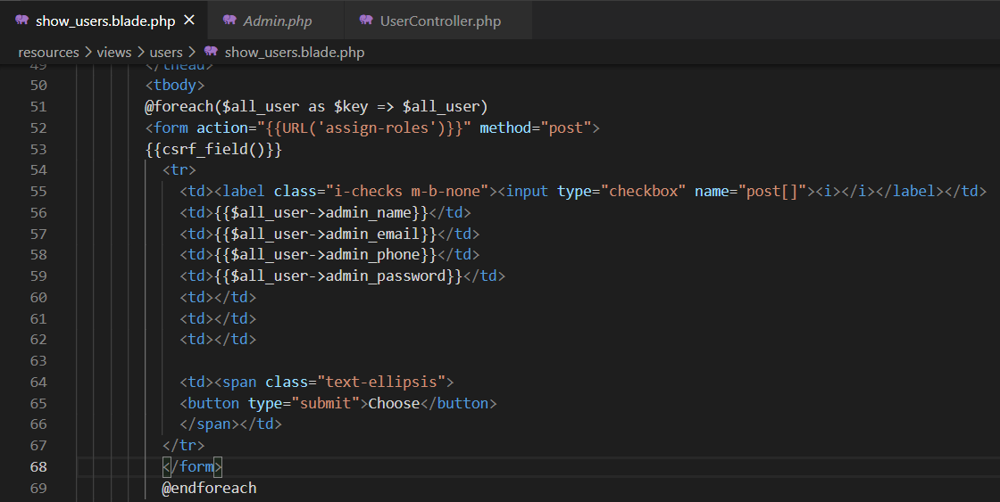 show_users.blade.php × Admin.php UserController.php
resources > views > users > show_users.blade.php
49 </thead>
50 <tbody>
51 @foreach($all_user as $key => $all_user)
52 <form action="{{URL('assign-roles')}}" method="post">
53 {{csrf_field()}}
54 <tr>
55 <td><label class="i-checks m-b-none"><input type="checkbox" name="post[]"><i></i></label></td>
56 <td>{{$all_user->admin_name}}</td>
57 <td>{{$all_user->admin_email}}</td>
58 <td>{{$all_user->admin_phone}}</td>
59 <td>{{$all_user->admin_password}}</td>
60 <td></td>
61 <td></td>
62 <td></td>
63
64 <td><span class="text-ellipsis">
65 <button type="submit">Choose</button>
66 </span></td>
67 </tr>
68 </form>
69 @endforeach